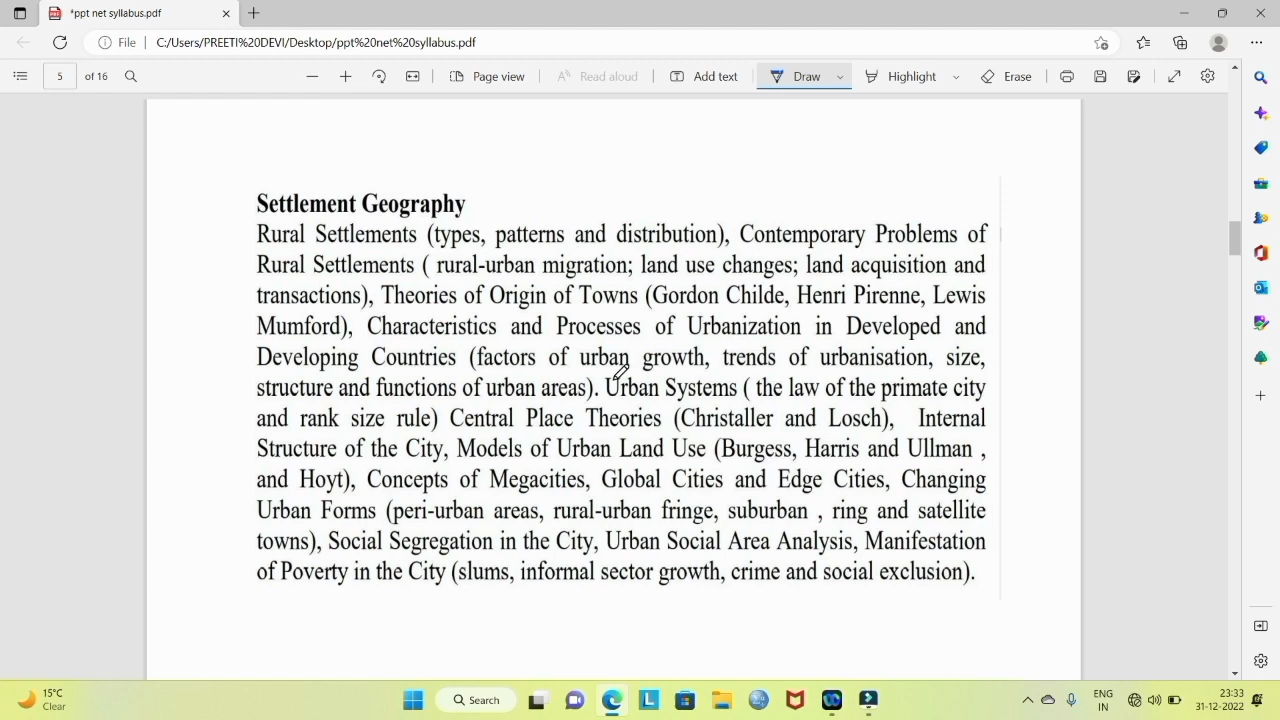 *ppt net syllabus.pdf
File
C:/Users/PREETI%20DEVI/Desktop/ppt%20net%20syllabus.pdf
5 of 16
Page view
Read aloud
Add text
Draw
Highlight
Erase
Settlement Geography
Rural Settlements (types, patterns and distribution), Contemporary Problems of
Rural Settlements ( rural-urban migration; land use changes; land acquisition and
transactions), Theories of Origin of Towns (Gordon Childe, Henri Pirenne, Lewis
Mumford), Characteristics and Processes of Urbanization in Developed and
Developing Countries (factors of urban growth, trends of urbanisation, size,
structure and functions of urban areas). Urban Systems ( the law of the primate city
and rank size rule) Central Place Theories (Christaller and Losch), Internal
Structure of the City, Models of Urban Land Use (Burgess, Harris and Ullman ,
and Hoyt), Concepts of Megacities, Global Cities and Edge Cities, Changing
Urban Forms (peri-urban areas, rural-urban fringe, suburban , ring and satellite
towns), Social Segregation in the City, Urban Social Area Analysis, Manifestation
of Poverty in the City (slums, informal sector growth, crime and social exclusion).
15°C
Clear
Search
ENG
IN
23:33
31-12-2022